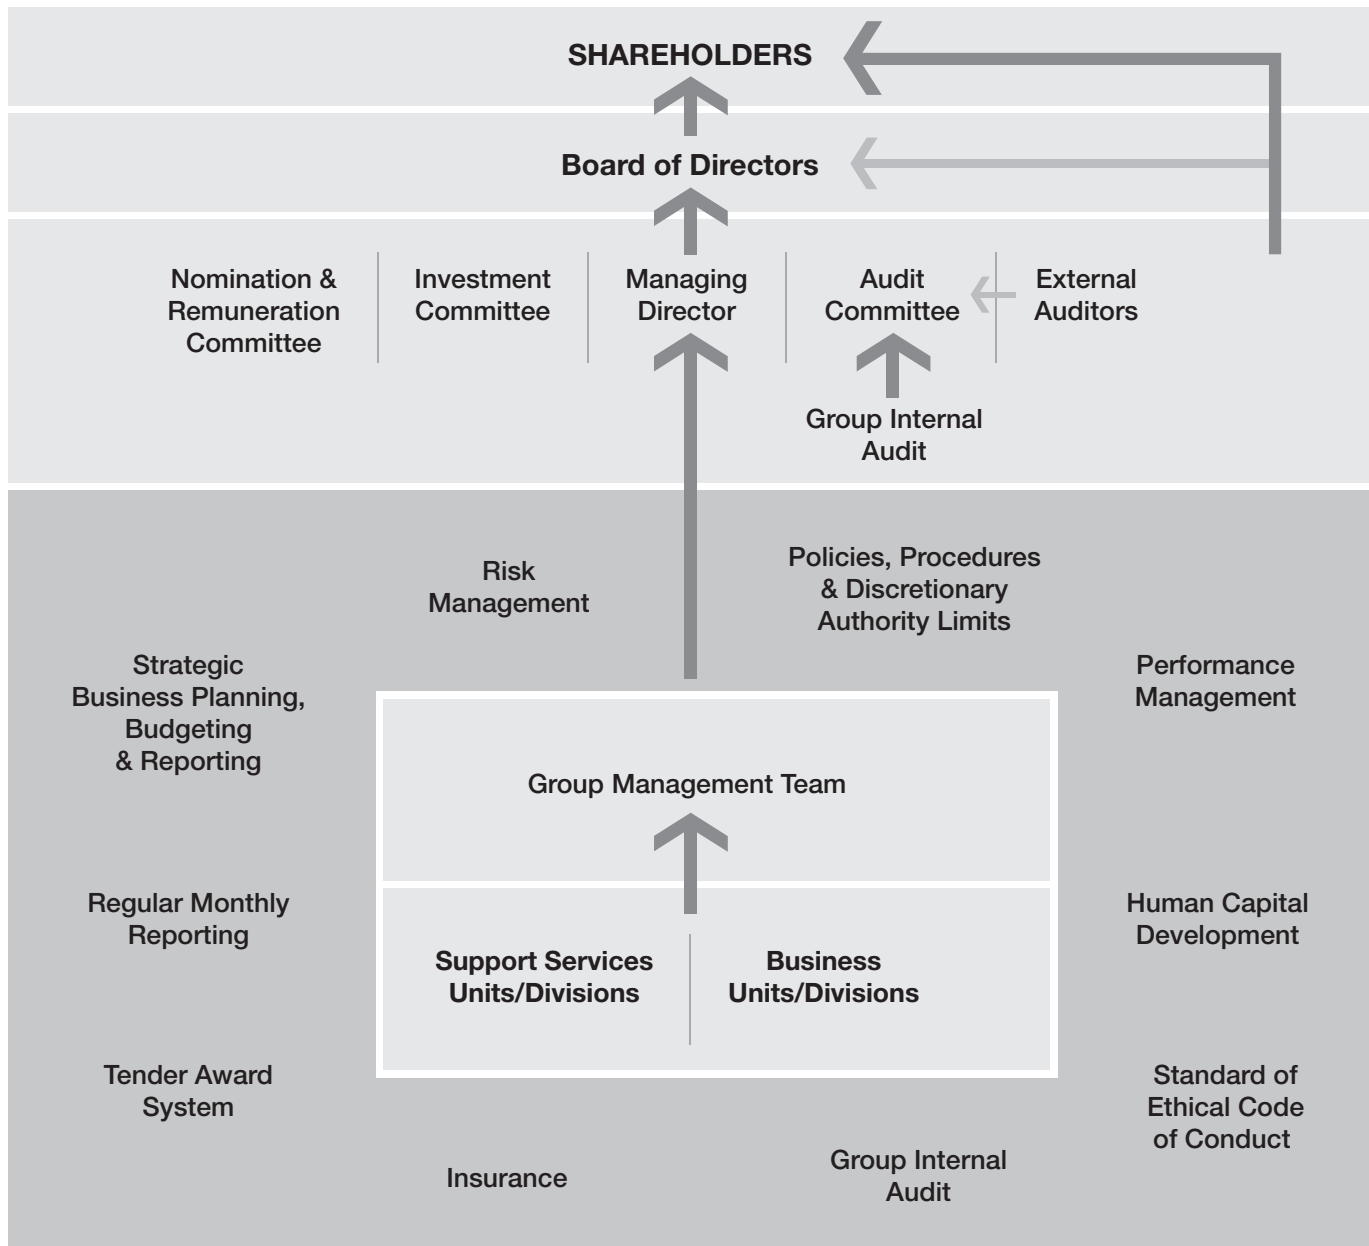 SHAREHOLDERS
Board of Directors
Nomination &
Remuneration
Committee
Investment
Committee
Managing
Director
Audit
Committee
External
Auditors
Group Internal
Audit
Risk
Management
Policies, Procedures
& Discretionary
Authority Limits
Strategic
Business Planning,
Budgeting
& Reporting
Performance
Management
Group Management Team
Regular Monthly
Reporting
Human Capital
Development
Support Services
Units/Divisions
Business
Units/Divisions
Tender Award
System
Standard of
Ethical Code
of Conduct
Insurance
Group Internal
Audit